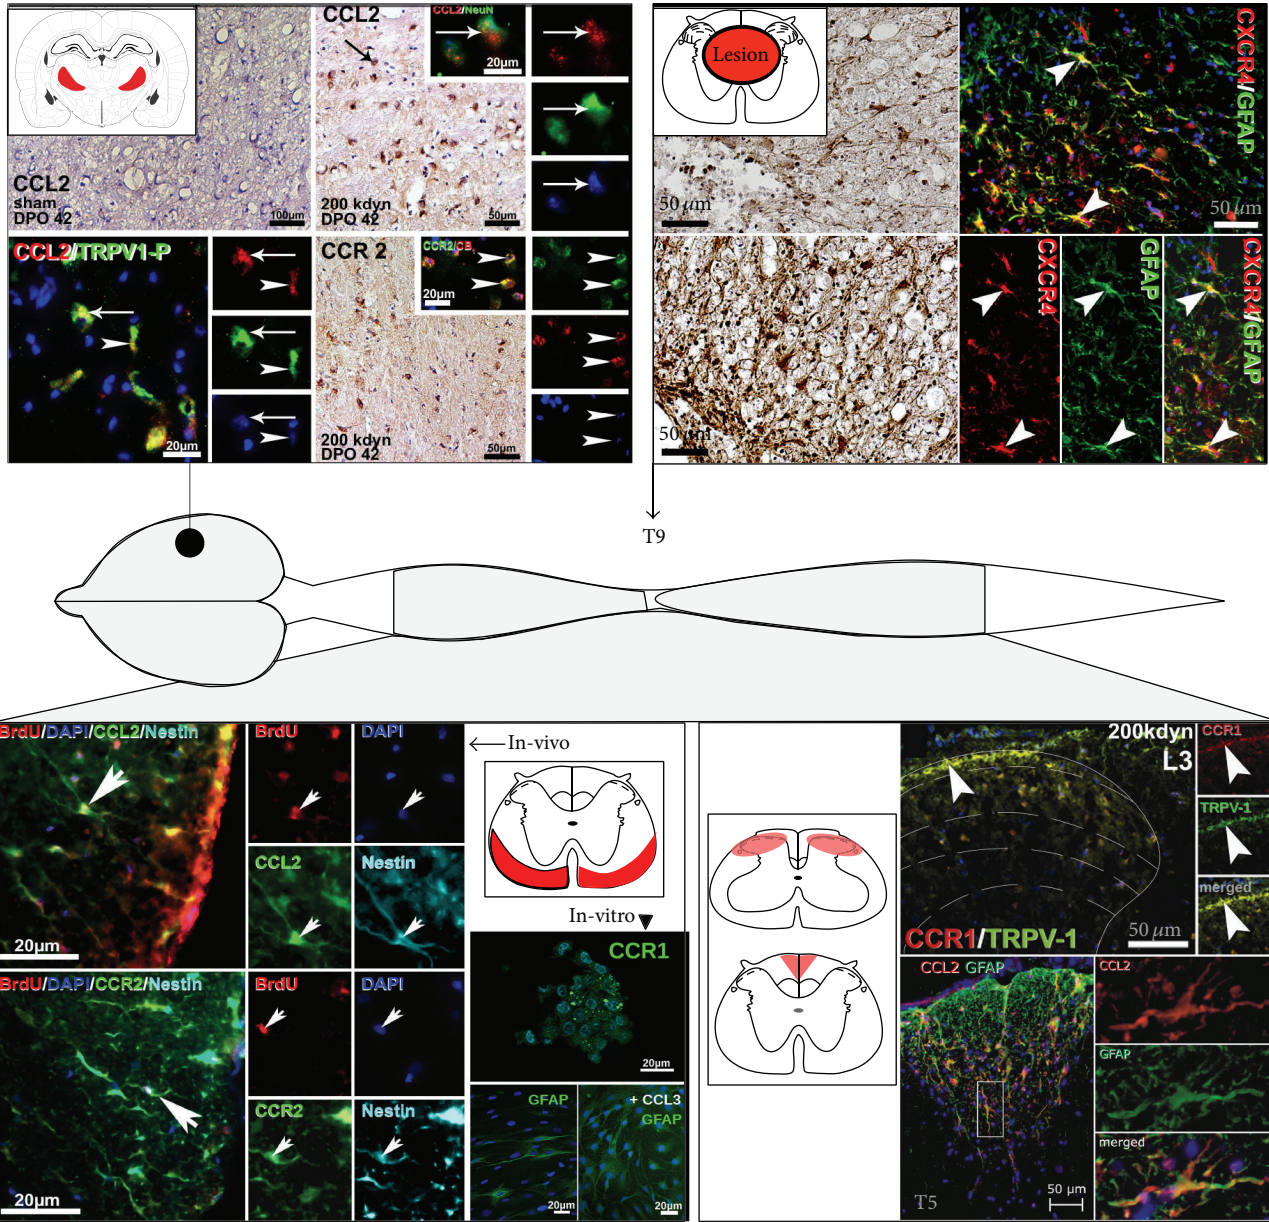 CCL2
sham
DPO 42
100µm
CCL2
200 kdyn
DPO 42
50µm
CCL2/NeuN
20µm
CCL2/TRPV1-P
20µm
CCR 2
200 kdyn
DPO 42
50µm
CCR2/CB1
20µm
Lesion
50 µm
CXCR4/GFAP
50 µm
50 µm
CXCR4
GFAP
CXCR4/GFAP
T9
BrdU/DAPI/CCL2/Nestin
20µm
BrdU
DAPI
CCL2
Nestin
BrdU/DAPI/CCR2/Nestin
20µm
BrdU
DAPI
CCR2
Nestin
In-vivo
In-vitro
CCR1
20µm
GFAP
20µm
+ CCL3
GFAP
20µm
200kdyn
L3
CCR1/TRPV-1
50 µm
CCR1
TRPV-1
merged
CCL2 GFAP
T5
50 µm
CCL2
GFAP
merged